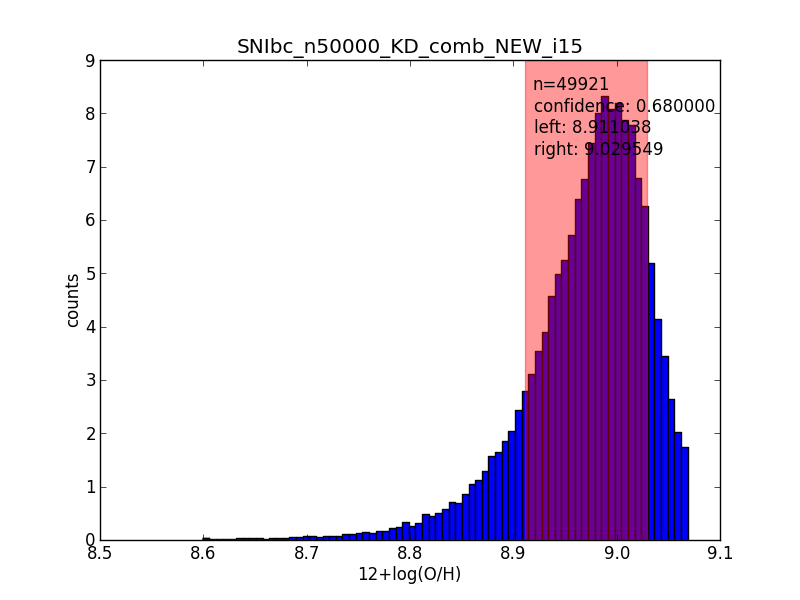 SNIbc_n50000_KD_comb_NEW_i15
9
8
7
6
5
4
3
2
1
0
counts
n=49921
confidence: 0.680000
left: 8.911038
right: 9.029549
8.5 8.6 8.7 8.8 8.9 9.0 9.1
12+log(O/H)